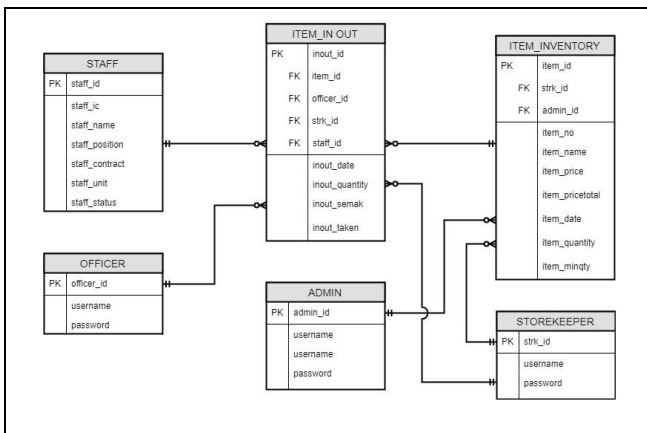 STAFF
PK staff_id
staff_ic
staff_name
staff_position
staff_contract
staff_unit
staff_status
OFFICER
PK officer_id
username
password
ITEM_IN OUT
PK inout_id
FK item_id
FK officer_id
FK strk_id
FK staff_id
inout_date
inout_quantity
inout_semak
inout_taken
ADMIN
PK admin_id
username
username
password
ITEM_INVENTORY
PK item_id
FK strk_id
FK admin_id
item_no
item_name
item_price
item_pricetotal
item_date
item_quantity
item_minqty
STOREKEEPER
PK strk_id
username
password